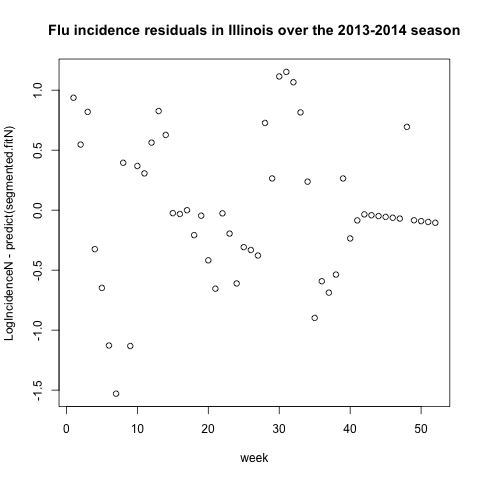 Flu incidence residuals in Illinois over the 2013-2014 season
LogIncidenceN - predict(segmented.fitN)
1.0
0.5
0.0
-0.5
-1.0
-1.5
0 10 20 30 40 50
week